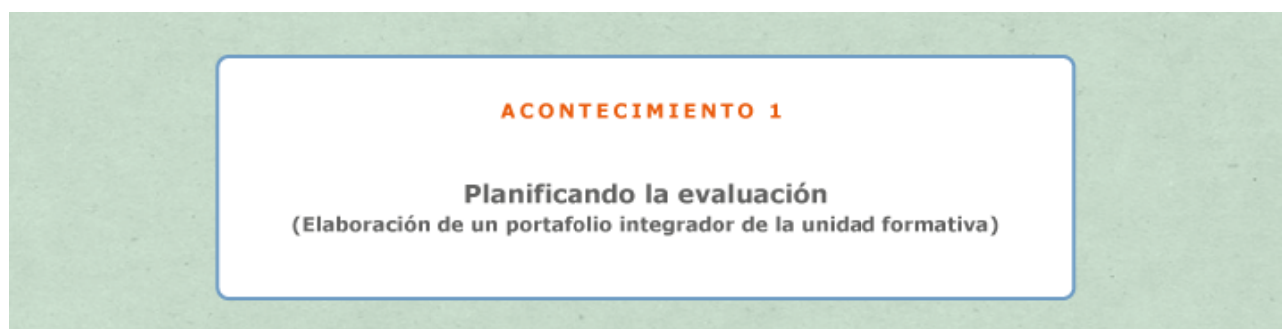 ACONTECIMIENTO 1
Planificando la evaluación
(Elaboración de un portafolio integrador de la unidad formativa)